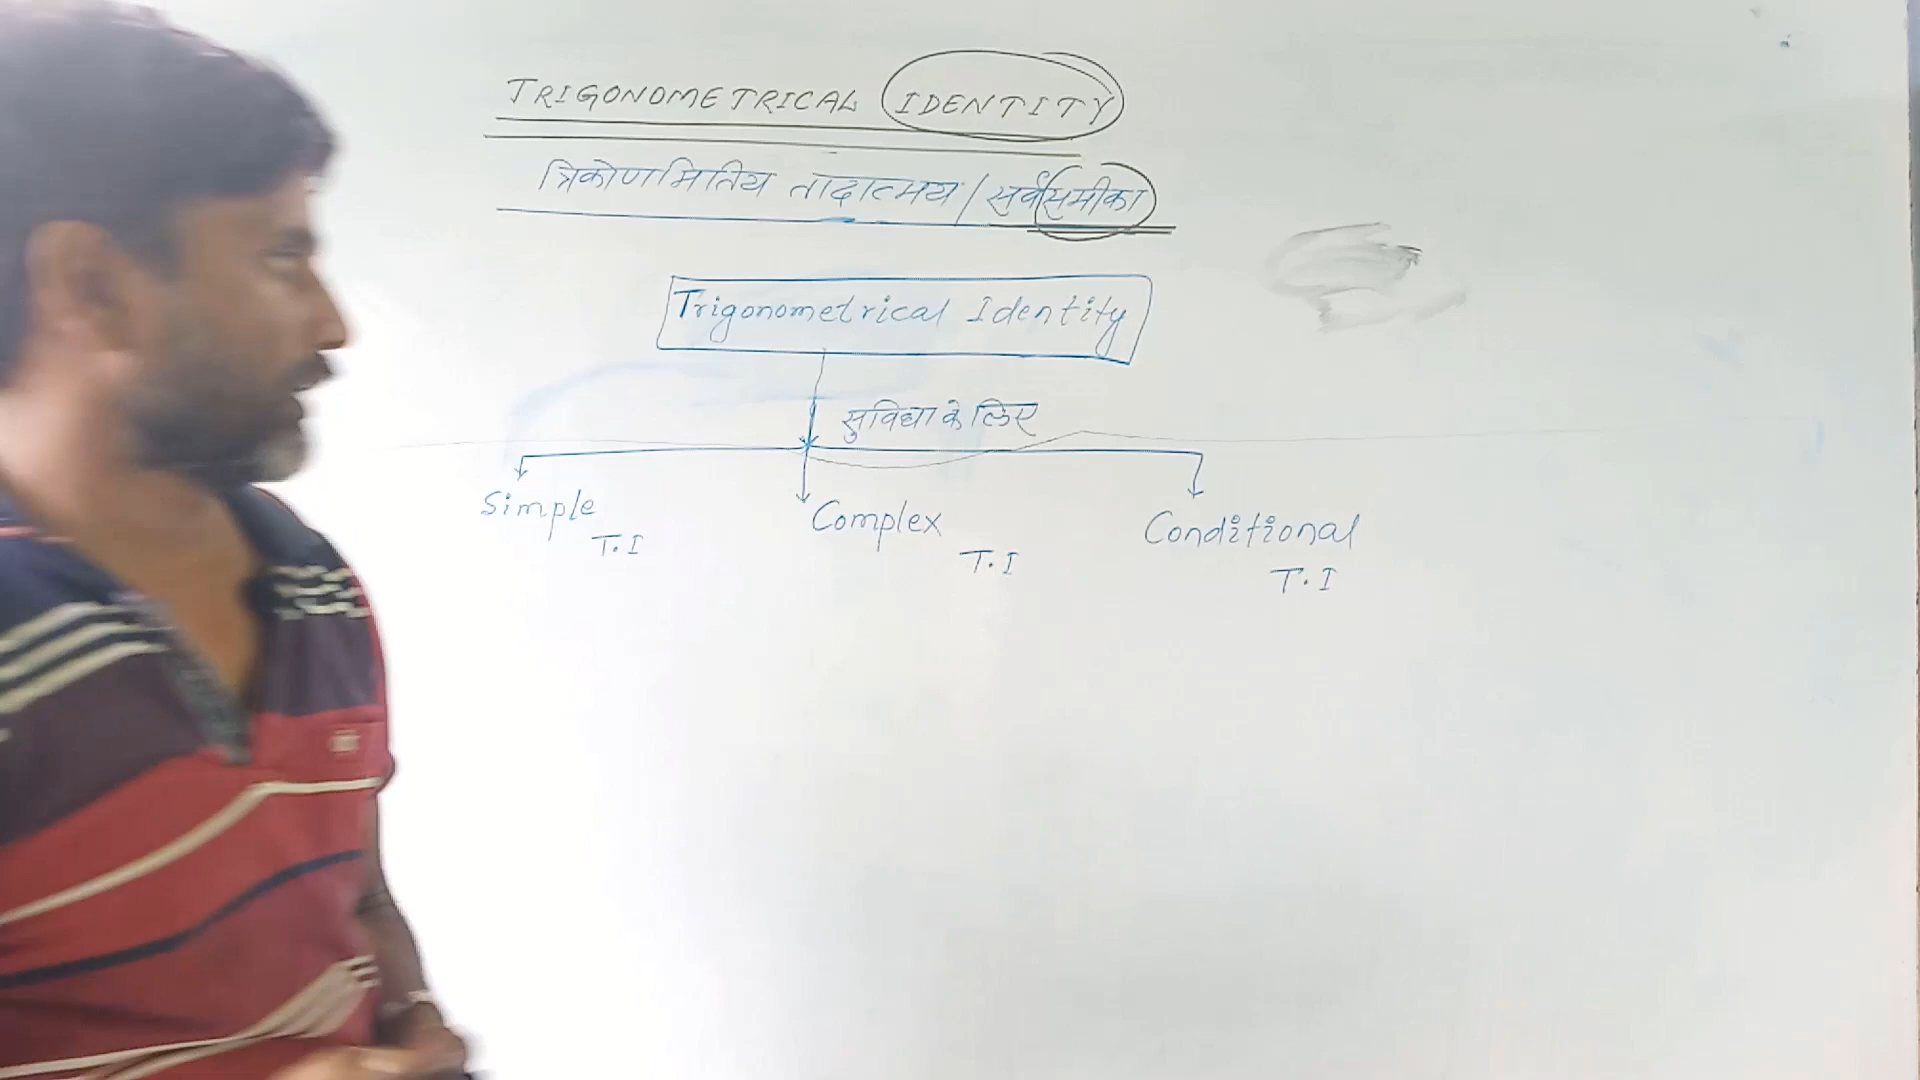 TRIGONOMETRICAL IDENTITY
त्रिकोणमितिय तादात्मय / सर्वसमीका
Trigonometrical Identity
सुविधा के लिए
Simple T.I
Complex T.I
Conditional T.I